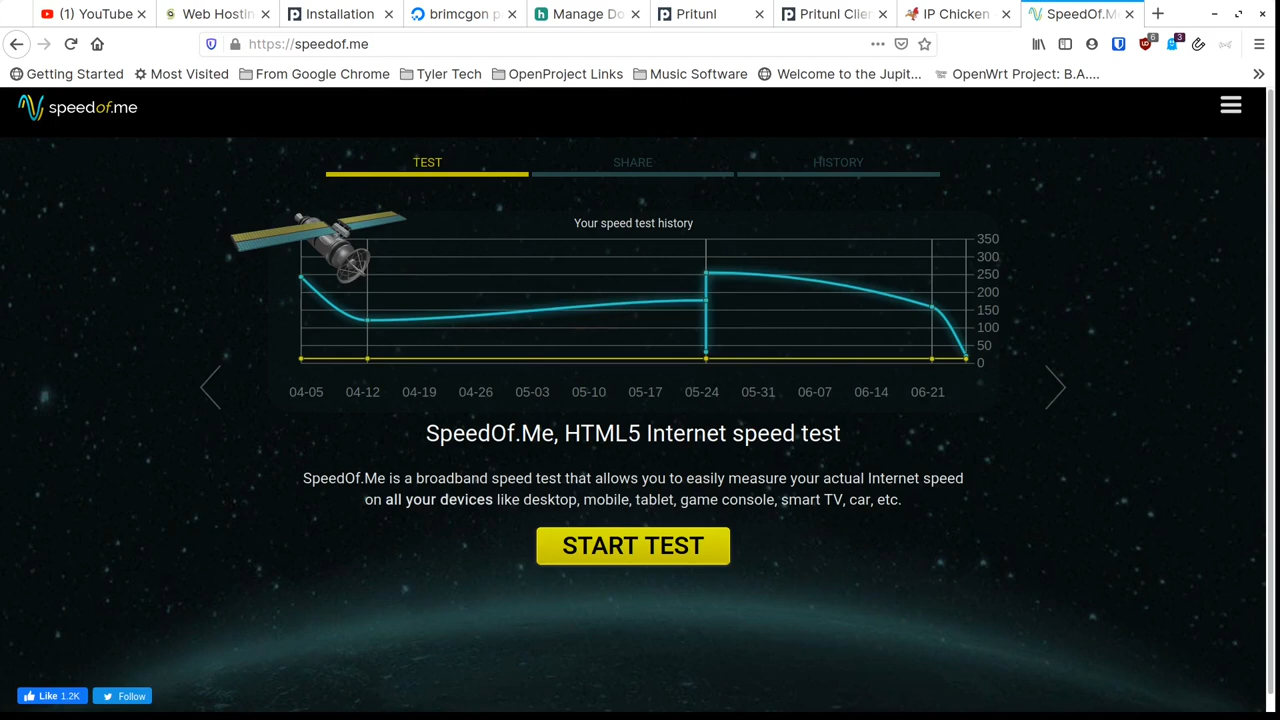 (1) YouTube
Web Hostin
Installation
brimcgon p
Manage Do
Pritunl
Pritunl Clie
IP Chicken
SpeedOf.M
https://speedof.me
6
3
Getting Started
Most Visited
From Google Chrome
Tyler Tech
OpenProject Links
Music Software
Welcome to the Jupit...
OpenWrt Project: B.A....
speedof.me
TEST
SHARE
HISTORY
Your speed test history
350
300
250
200
150
100
50
0
04-05 04-12 04-19 04-26 05-03 05-10 05-17 05-24 05-31 06-07 06-14 06-21
SpeedOf.Me, HTML5 Internet speed test
SpeedOf.Me is a broadband speed test that allows you to easily measure your actual Internet speed
on all your devices like desktop, mobile, tablet, game console, smart TV, car, etc.
START TEST
Like 1.2K
Follow